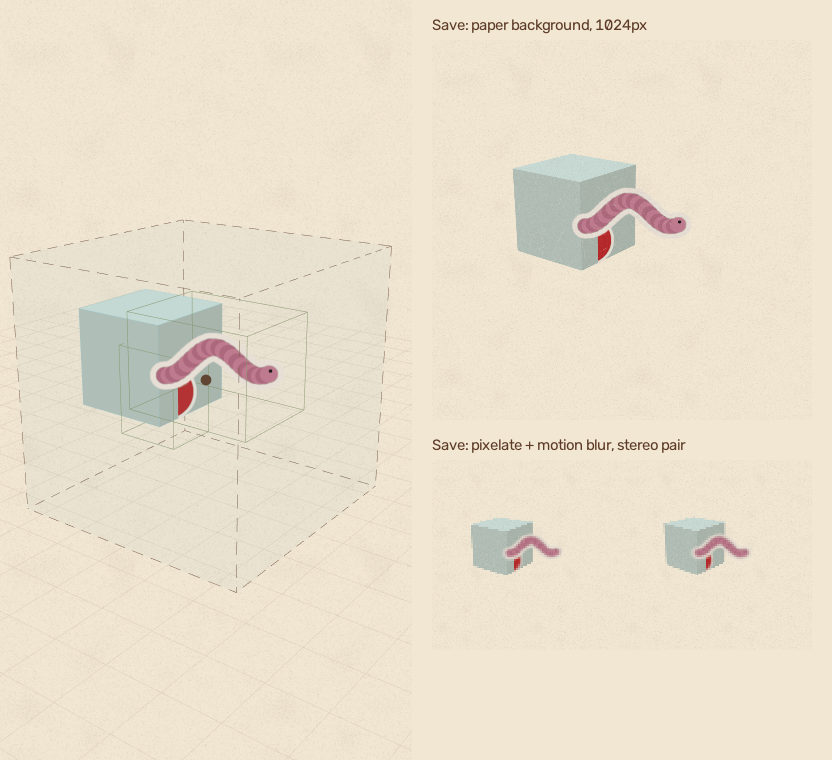 Save: paper background, 1024px
Save: pixelate + motion blur, stereo pair